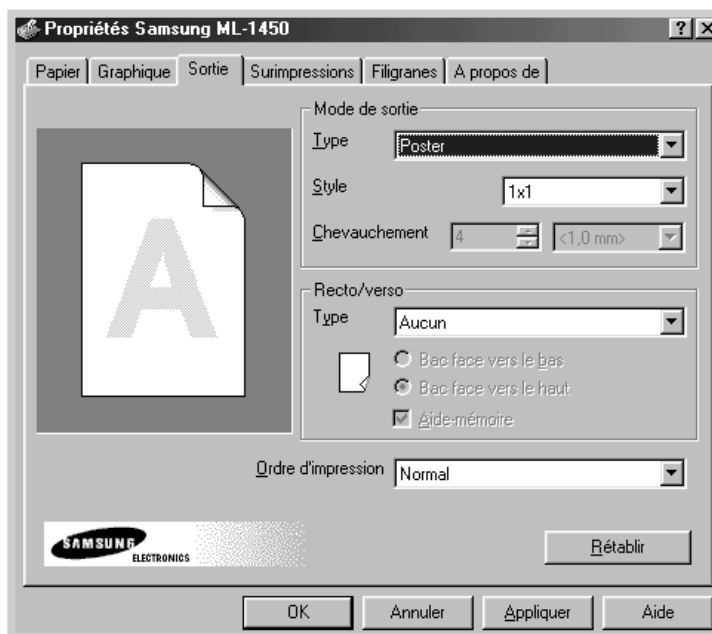 Propriétés Samsung ML-1450
Papier Graphique Sortie Surimpressions Filigranes A propos de
A
Mode de sortie
Type Poster
Style 1x1
Chevauchement 4 <1,0 mm>
Recto/verso
Type Aucun
Bac face vers le bas
Bac face vers le haut
Aide-mémoire
Ordre d'impression Normal
SAMSUNG
ELECTRONICS
Rétablir
OK Annuler Appliquer Aide